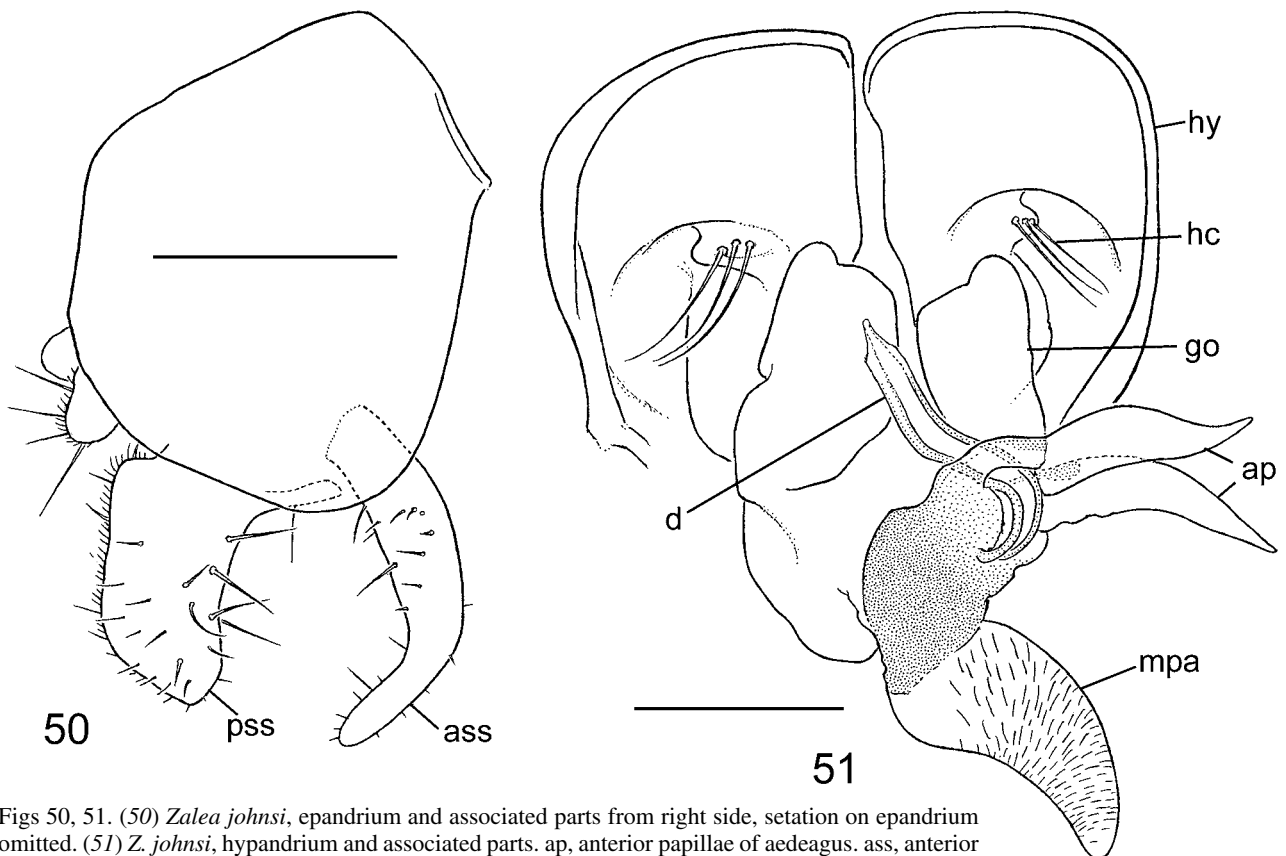 hy
hc
go
ap
d
mpa
50
pss
ass
51
Figs 50, 51. (50) Zalea johnsi, epandrium and associated parts from right side, setation on epandrium
omitted. (51) Z. johnsi, hypandrium and associated parts. ap, anterior papillae of aedeagus. ass, anterior